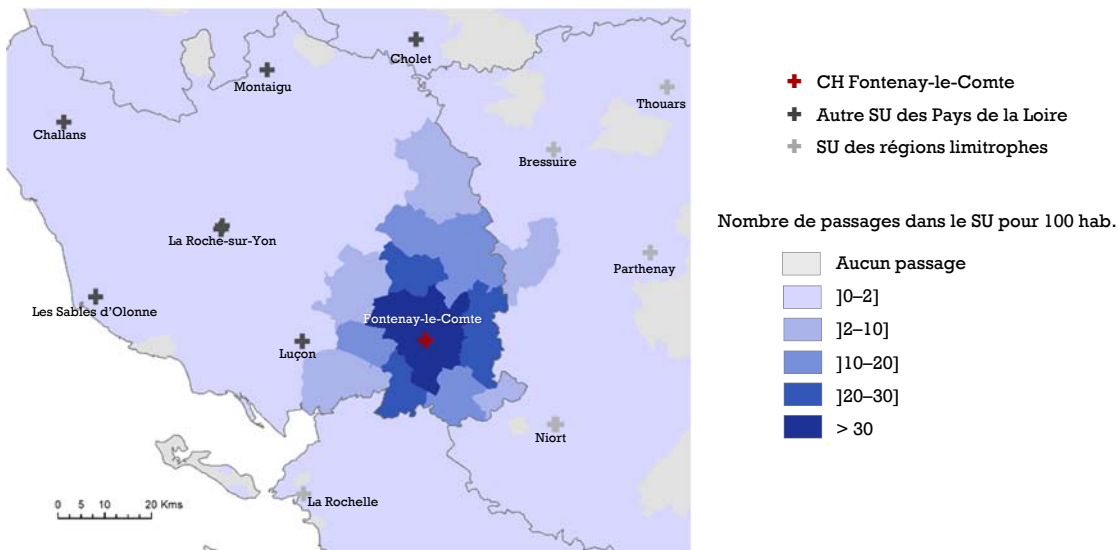 Cholet
Montaigu
Thouars
Challans
Bressuire
La Roche-sur-Yon
Parthenay
Les Sables d'Olonne
Fontenay-le-Comte
Luçon
Niort
La Rochelle
0 5 10 20 Kms
CH Fontenay-le-Comte
Autre SU des Pays de la Loire
SU des régions limitrophes
Nombre de passages dans le SU pour 100 hab.
Aucun passage
]0–2]
]2–10]
]10–20]
]20–30]
> 30